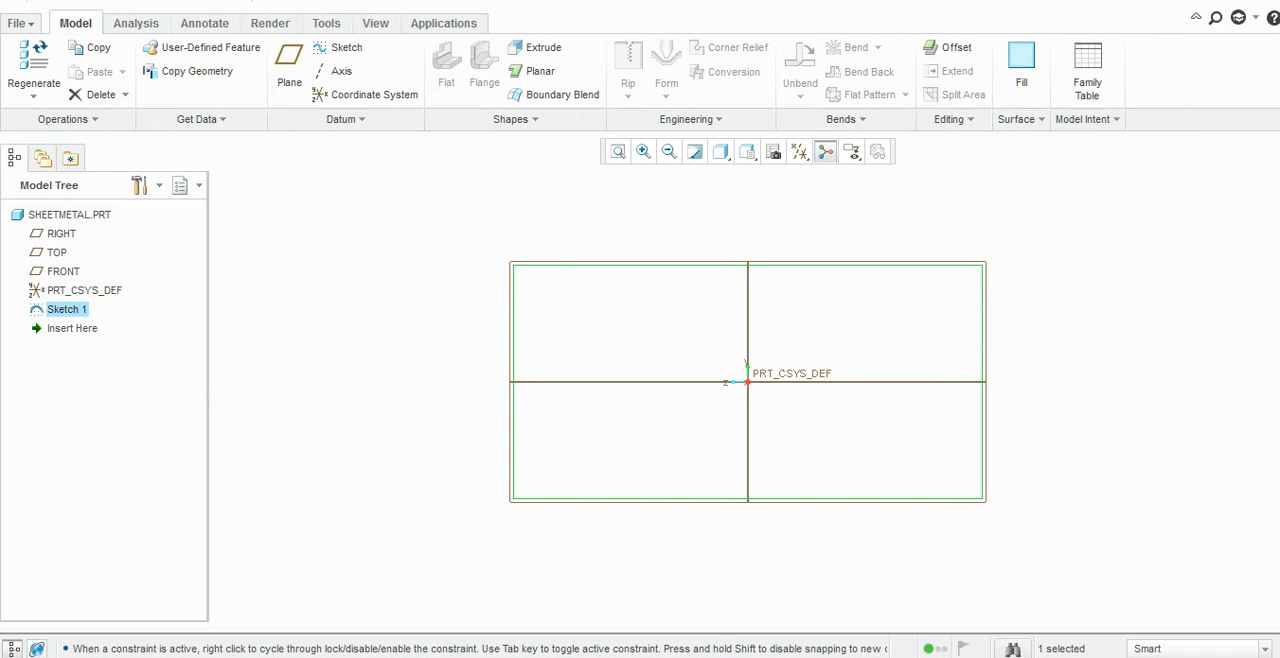 File Model Analysis Annotate Render Tools View Applications
Regenerate
Copy
Paste
Delete
Operations
User-Defined Feature
Copy Geometry
Get Data
Plane
Sketch
Axis
Coordinate System
Datum
Flat
Flange
Extrude
Planar
Boundary Blend
Shapes
Rip
Form
Corner Relief
Conversion
Engineering
Unbend
Bend
Bend Back
Flat Pattern
Bends
Offset
Extend
Split Area
Editing
Fill
Surface
Family
Table
Model Intent
Model Tree
SHEETMETAL.PRT
RIGHT
TOP
FRONT
PRT_CSYS_DEF
Sketch 1
Insert Here
Y
PRT_CSYS_DEF
Z
When a constraint is active, right click to cycle through lock/disable/enable the constraint. Use Tab key to toggle active constraint. Press and hold Shift to disable snapping to new
1 selected
Smart